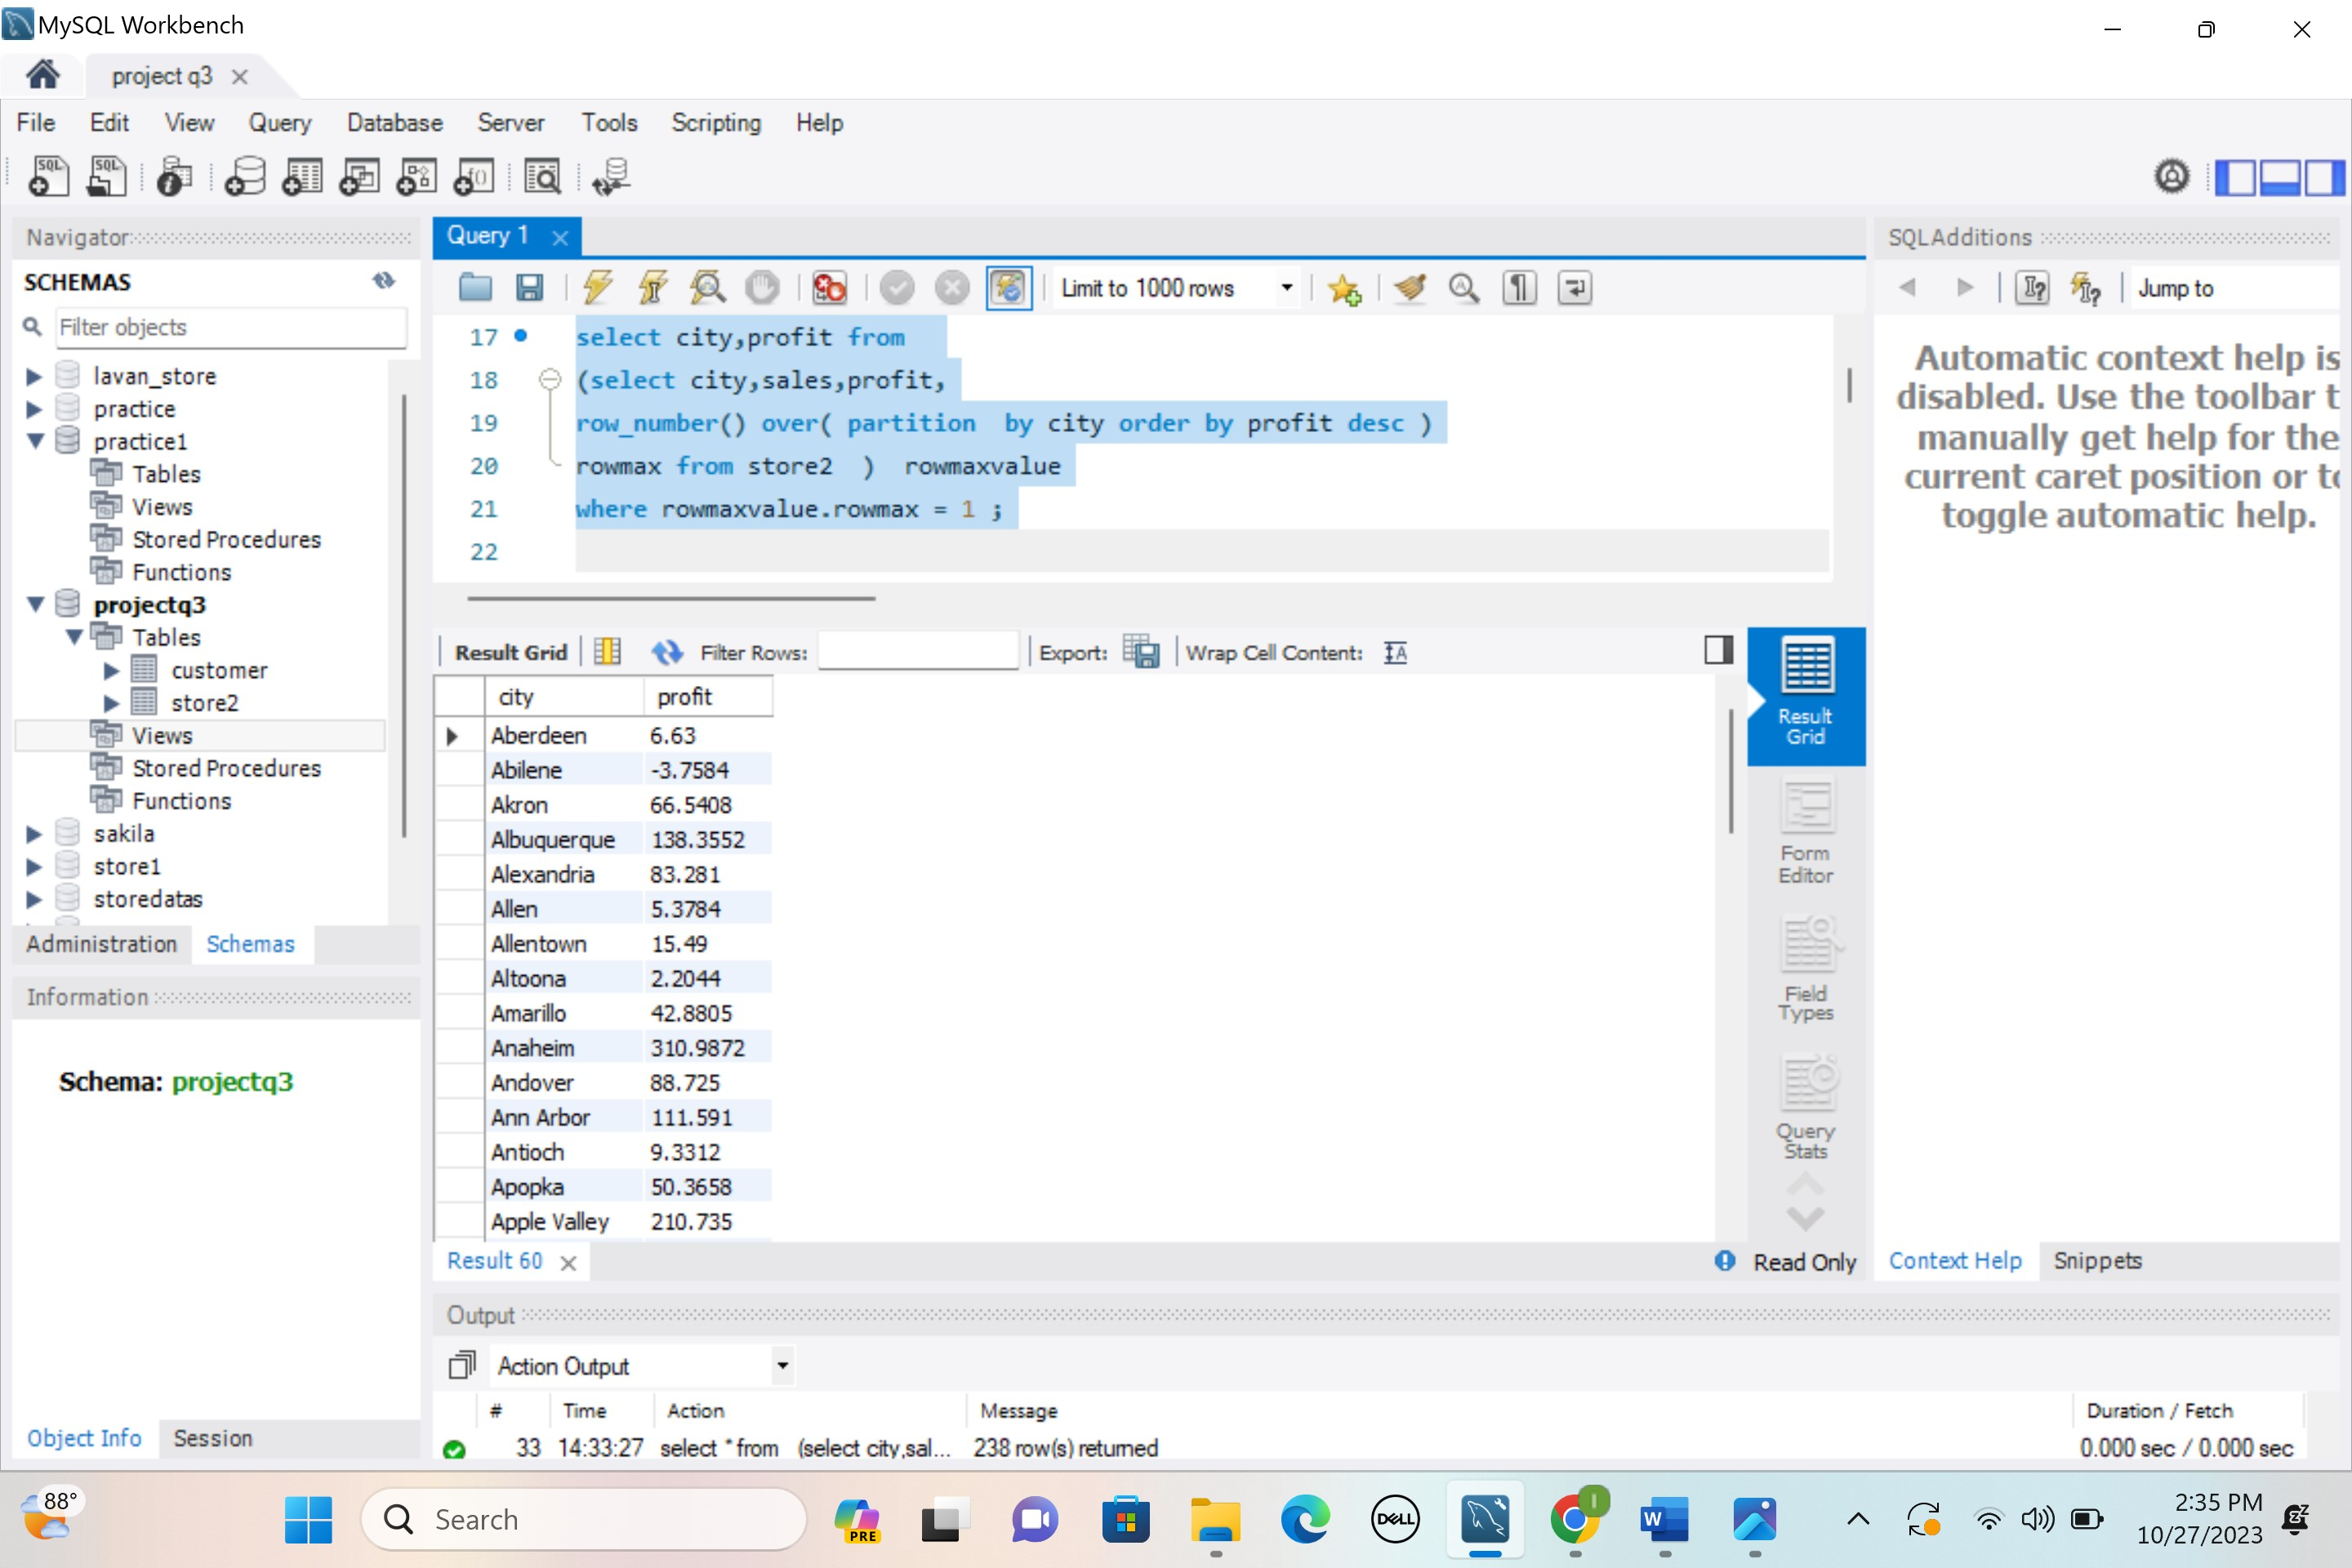 MySQL Workbench
project q3
File Edit View Query Database Server Tools Scripting Help
Navigator
SCHEMAS
Filter objects
lavan_store
practice
practice1
Tables
Views
Stored Procedures
Functions
projectq3
Tables
customer
store2
Views
Stored Procedures
Functions
sakila
store1
storedatas
Administration Schemas
Information
Schema: projectq3
Object Info Session
Query 1
Limit to 1000 rows
17 select city,profit from
18 (select city,sales,profit,
19 row_number() over( partition  by city order by profit desc )
20 rowmax from store2  )  rowmaxvalue
21 where rowmaxvalue.rowmax = 1 ;
22
Result Grid Filter Rows: Export: Wrap Cell Content:
city profit
Aberdeen 6.63
Abilene -3.7584
Akron 66.5408
Albuquerque 138.3552
Alexandria 83.281
Allen 5.3784
Allentown 15.49
Altoona 2.2044
Amarillo 42.8805
Anaheim 310.9872
Andover 88.725
Ann Arbor 111.591
Antioch 9.3312
Apopka 50.3658
Apple Valley 210.735
Result
Grid
Form
Editor
Field
Types
Query
Stats
Result 60
Read Only
SQLAdditions
Jump to
Automatic context help is
disabled. Use the toolbar t
manually get help for the
current caret position or to
toggle automatic help.
Context Help Snippets
Output
Action Output
# Time Action Message Duration / Fetch
33 14:33:27 select * from (select city,sal... 238 row(s) returned 0.000 sec / 0.000 sec
88°
Search
PRE
DELL
W
2:35 PM
10/27/2023